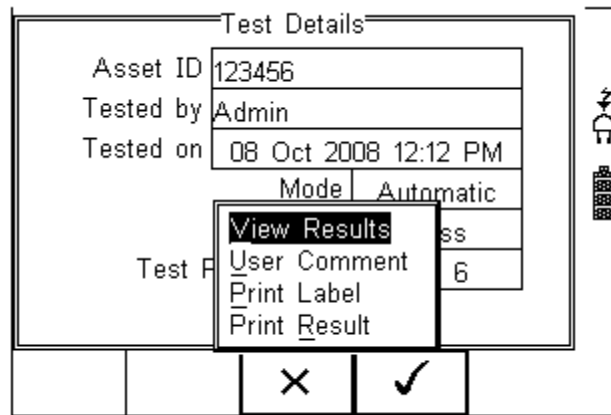 Test Details
Asset ID 123456
Tested by Admin
Tested on 08 Oct 2008 12:12 PM
Mode Automatic
View Results
ss
User Comment
Test
6
Print Label
Print Result